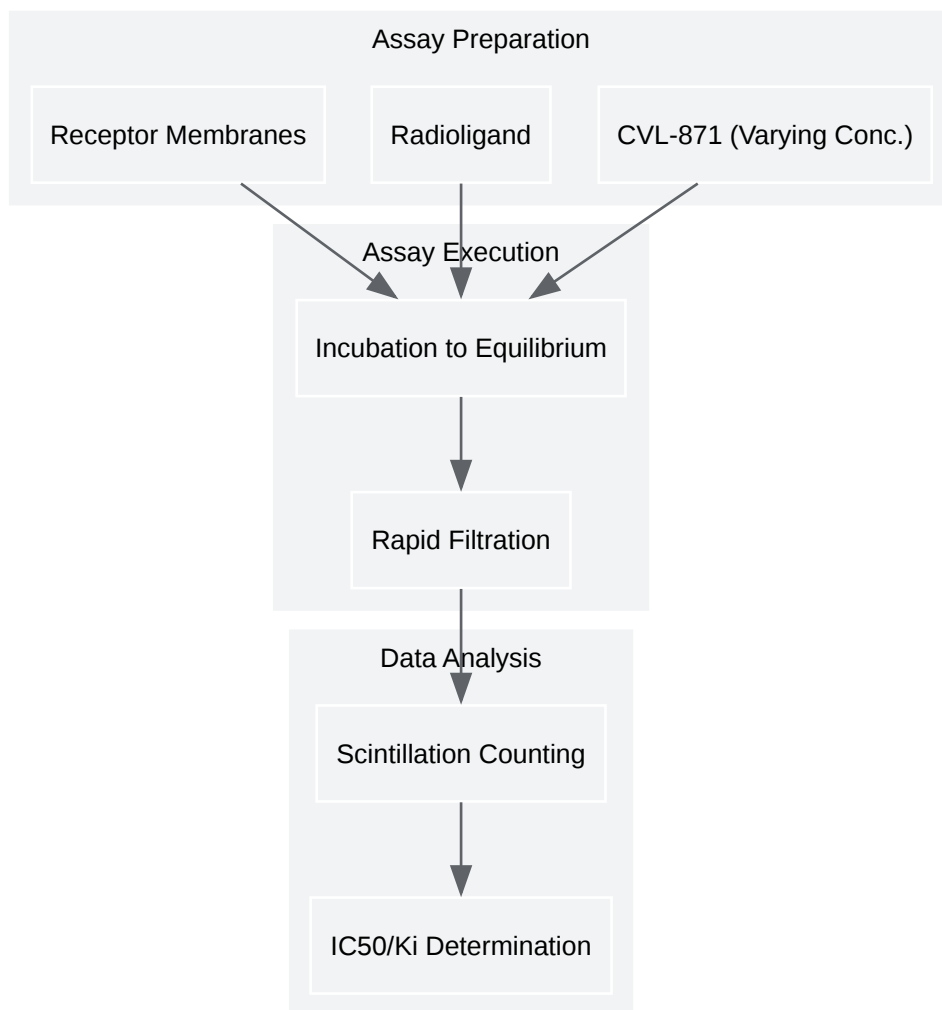 Assay Preparation
Receptor Membranes
Radioligand
CVL-871 (Varying Conc.)
Assay Execution
Incubation to Equilibrium
Rapid Filtration
Data Analysis
Scintillation Counting
IC50/Ki Determination